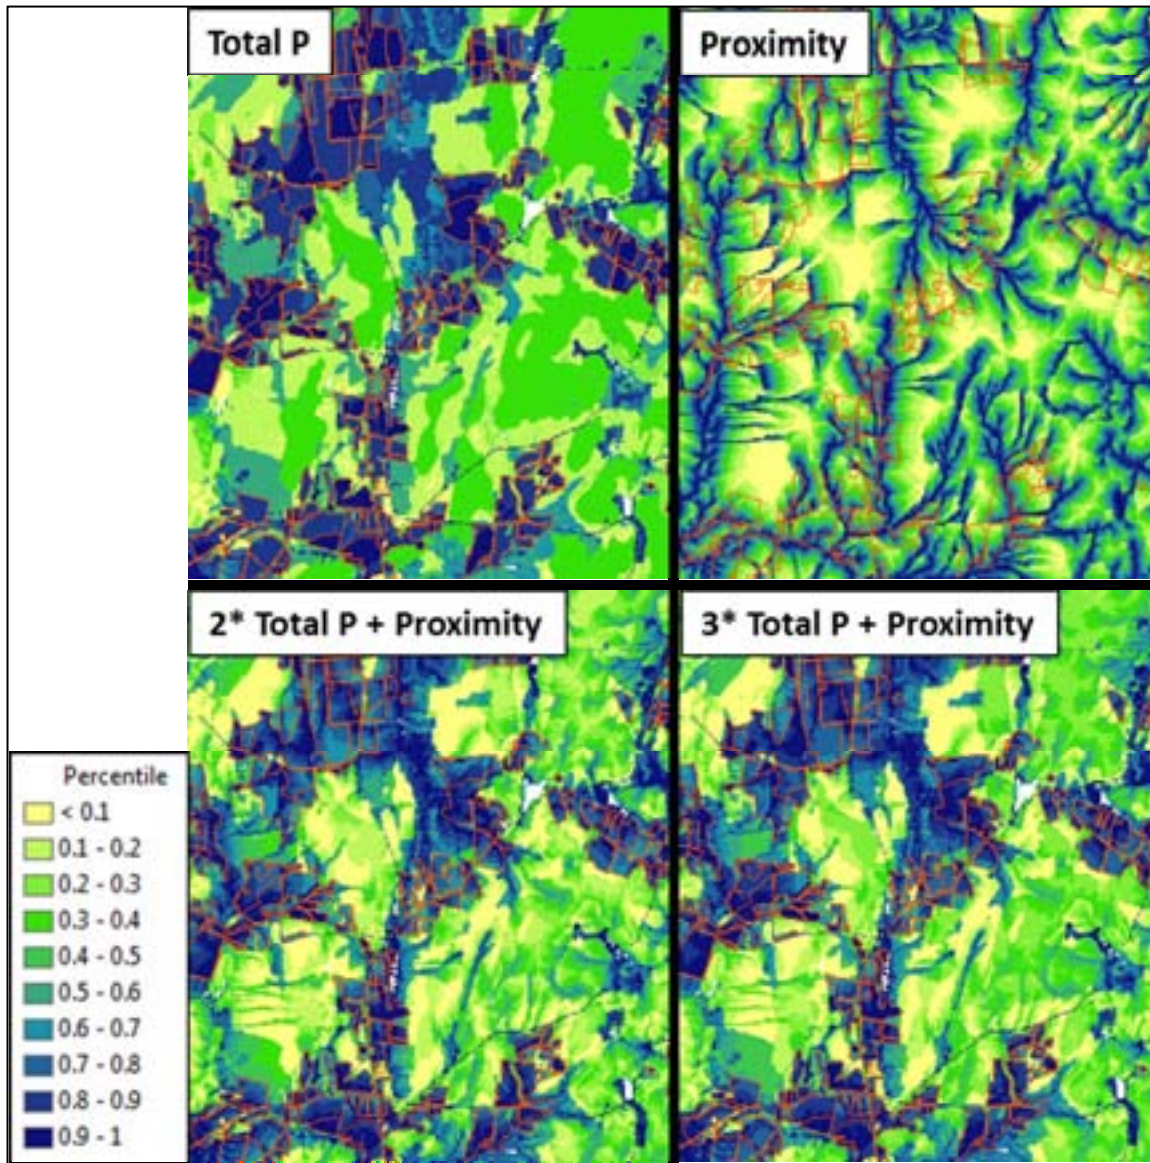 Total P
Proximity
2* Total P + Proximity
3* Total P + Proximity
Percentile
< 0.1
0.1 - 0.2
0.2 - 0.3
0.3 - 0.4
0.4 - 0.5
0.5 - 0.6
0.6 - 0.7
0.7 - 0.8
0.8 - 0.9
0.9 - 1